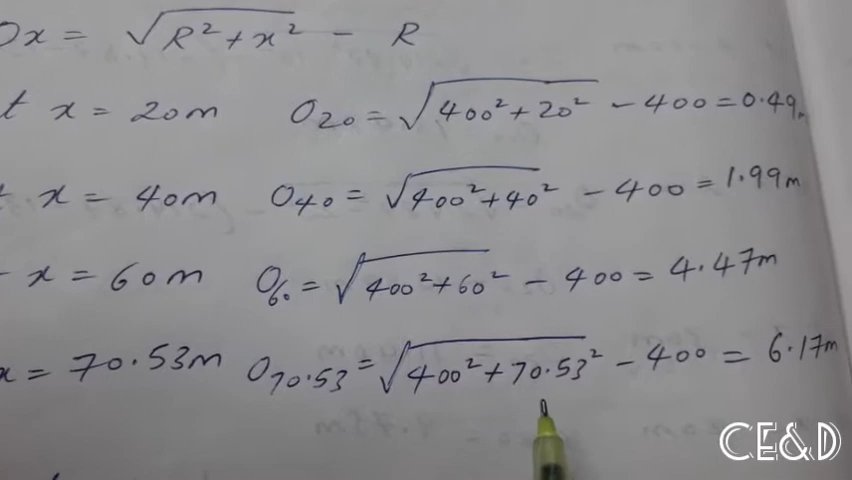 Ox = √R²+x² - R
t x = 20m O₂₀ = √400²+20² - 400 = 0.49m
t x = 40m O₄₀ = √400²+40² - 400 = 1.99m
x = 60m O₆₀ = √400²+60² - 400 = 4.47m
x = 70.53m O₇₀.₅₃ = √400²+70.53² - 400 = 6.17m
CE&D